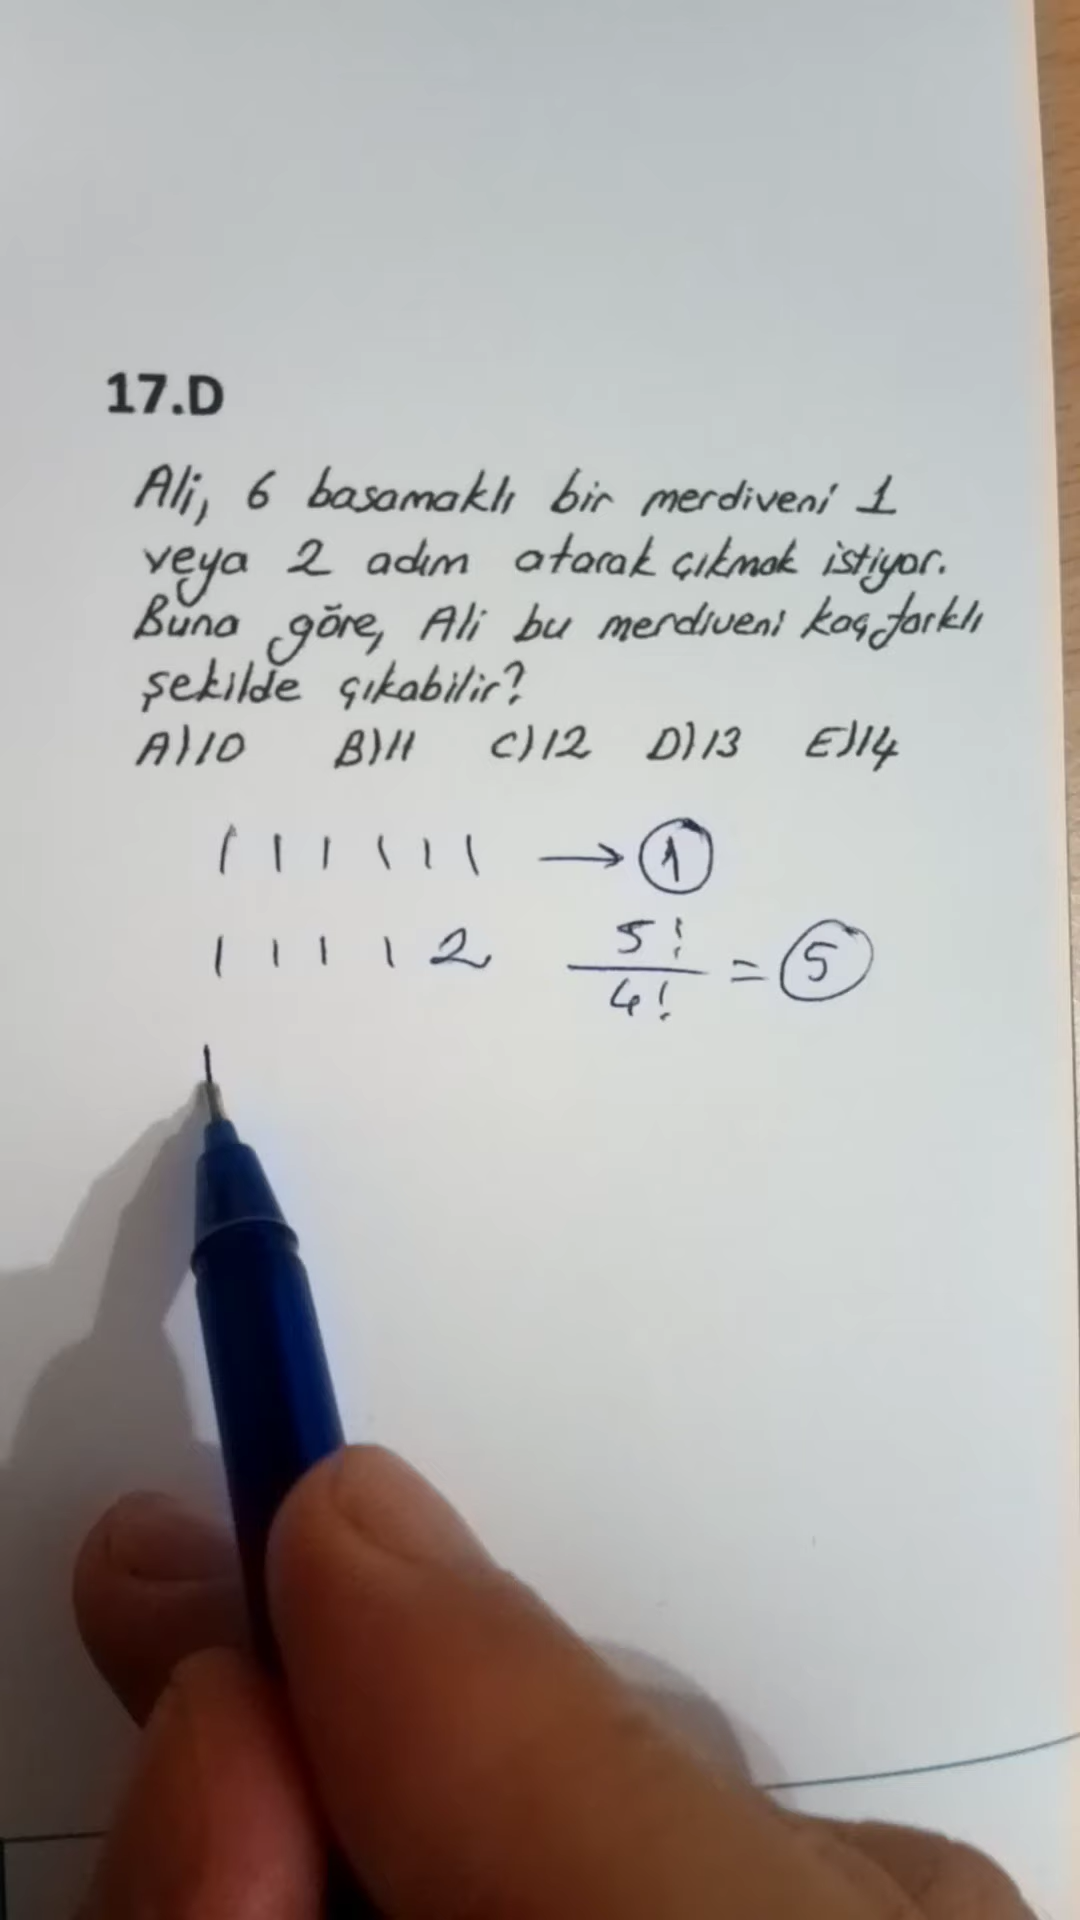 17.D
Ali, 6 basamaklı bir merdiveni 1
veya 2 adım atarak çıkmak istiyor.
Buna göre, Ali bu merdiveni kaç farklı
şekilde çıkabilir?
A)10 B)11 C)12 D)13 E)14
1 1 1 1 1 1 → 1
1 1 1 1 2 5!/4! = 5